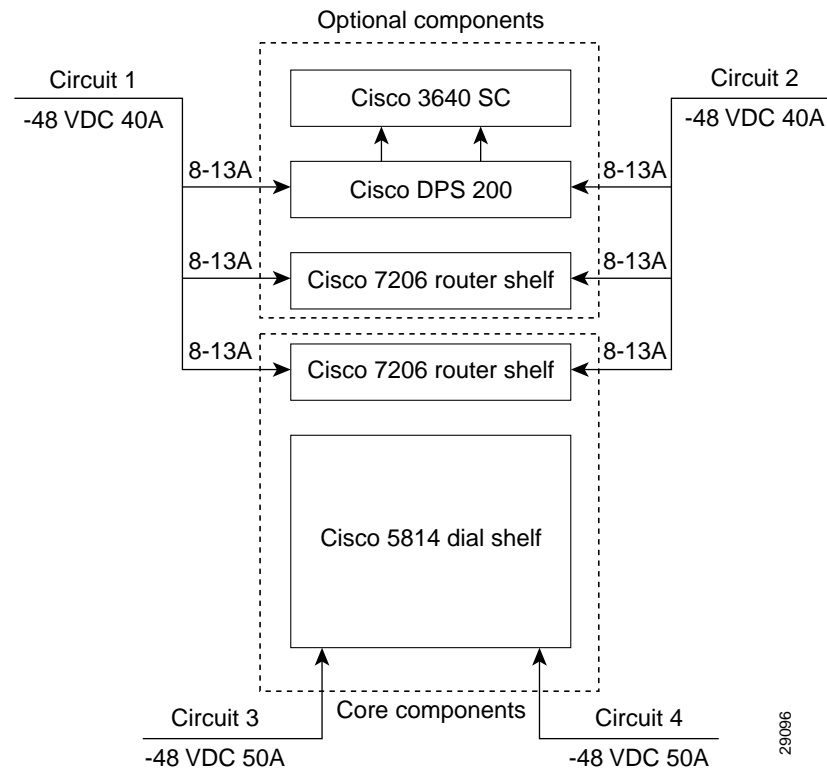 Optional components
Circuit 1
-48 VDC 40A
Circuit 2
-48 VDC 40A
Cisco 3640 SC
8-13A
Cisco DPS 200
8-13A
8-13A
Cisco 7206 router shelf
8-13A
8-13A
Cisco 7206 router shelf
8-13A
Cisco 5814 dial shelf
Core components
Circuit 3
-48 VDC 50A
Circuit 4
-48 VDC 50A
29096